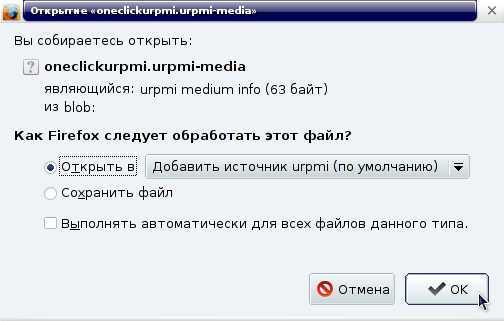 Открытие «oneclickurpmi.urpmi-media»
Вы собираетесь открыть:
oneclickurpmi.urpmi-media
являющийся: urpmi medium info (63 байт)
из blob:
Как Firefox следует обработать этот файл?
Открыть в Добавить источник urpmi (по умолчанию)
Сохранить файл
Выполнять автоматически для всех файлов данного типа.
Отмена OK